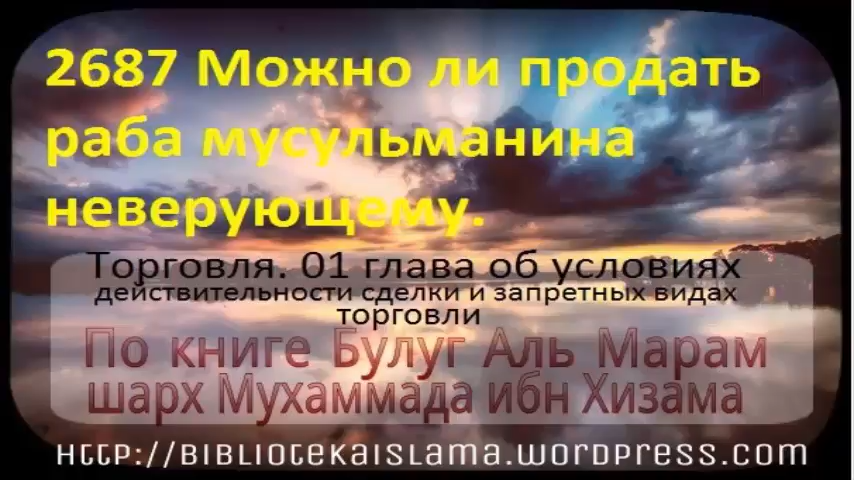 2687 Можно ли продать
раба мусульманина
неверующему.
Торговля. 01 глава об условиях
действительности сделки и запретных видах
торговли
По книге Булуг Аль Марам
шарх Мухаммада ибн Хизама
http://bibliotekaislama.wordpress.com